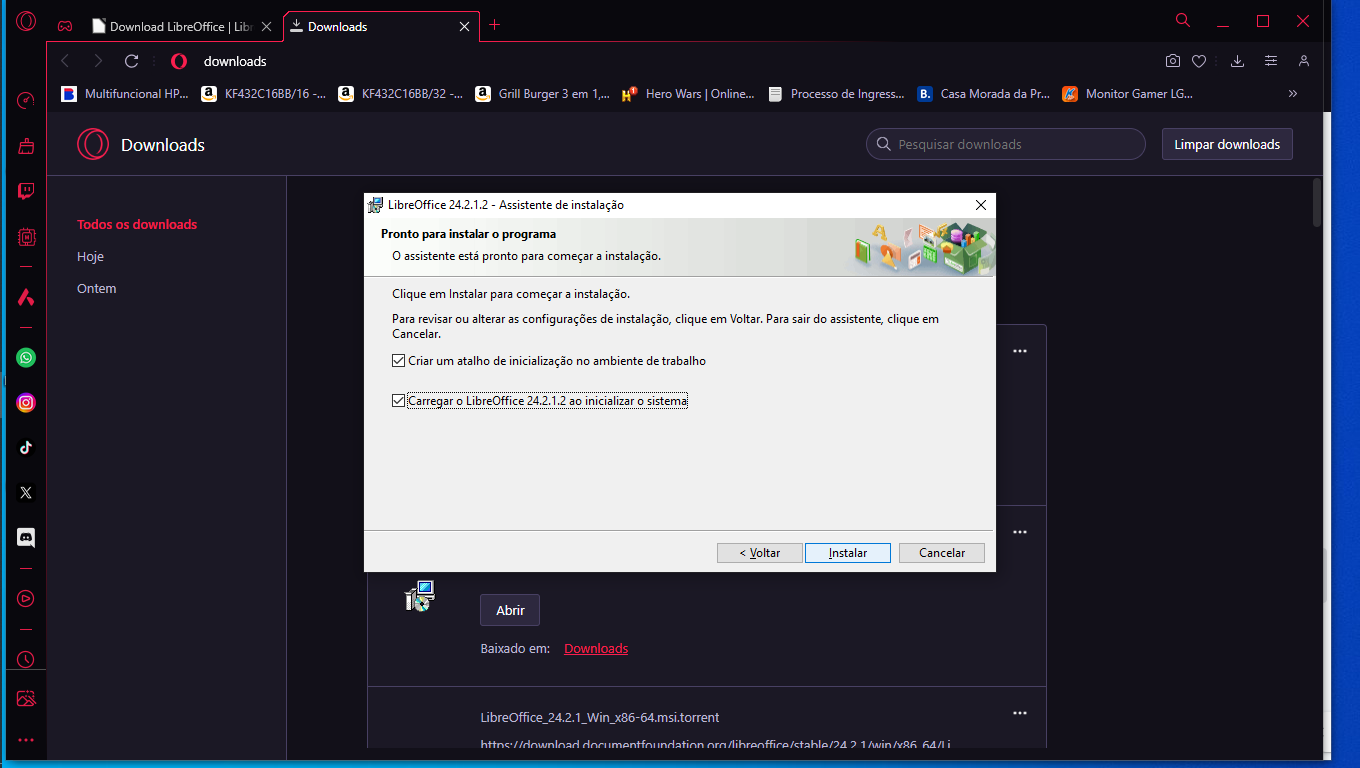 Download LibreOffice | Libr
Downloads
downloads
Multifuncional HP...
KF432C16BB/16 -...
KF432C16BB/32 -...
Grill Burger 3 em 1,...
Hero Wars | Online...
Processo de Ingress...
B.
Casa Morada da Pr...
Monitor Gamer LG...
Downloads
Pesquisar downloads
Limpar downloads
Todos os downloads
Hoje
Ontem
LibreOffice 24.2.1.2 - Assistente de instalação
Pronto para instalar o programa
O assistente está pronto para começar a instalação.
Clique em Instalar para começar a instalação.
Para revisar ou alterar as configurações de instalação, clique em Voltar. Para sair do assistente, clique em
Cancelar.
Criar um atalho de inicialização no ambiente de trabalho
Carregar o LibreOffice 24.2.1.2 ao inicializar o sistema
< Voltar
Instalar
Cancelar
Abrir
Baixado em: Downloads
LibreOffice_24.2.1_Win_x86-64.msi.torrent
https://download.documentfoundation.org/libreoffice/stable/24.2.1/win/x86_64/Li